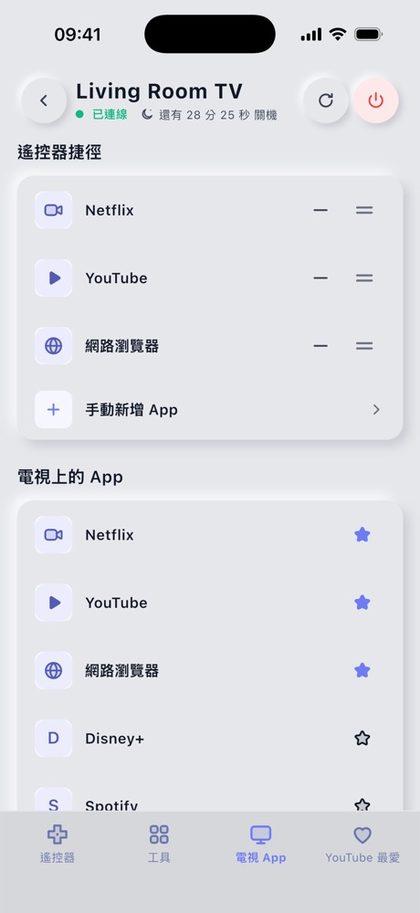 09:41
Living Room TV
已連線 還有 28 分 25 秒 關機
遙控器捷徑
Netflix
YouTube
網路瀏覽器
手動新增 App
電視上的 App
Netflix
YouTube
網路瀏覽器
D Disney+
S Spotify
遙控器 工具 電視 App YouTube 最愛